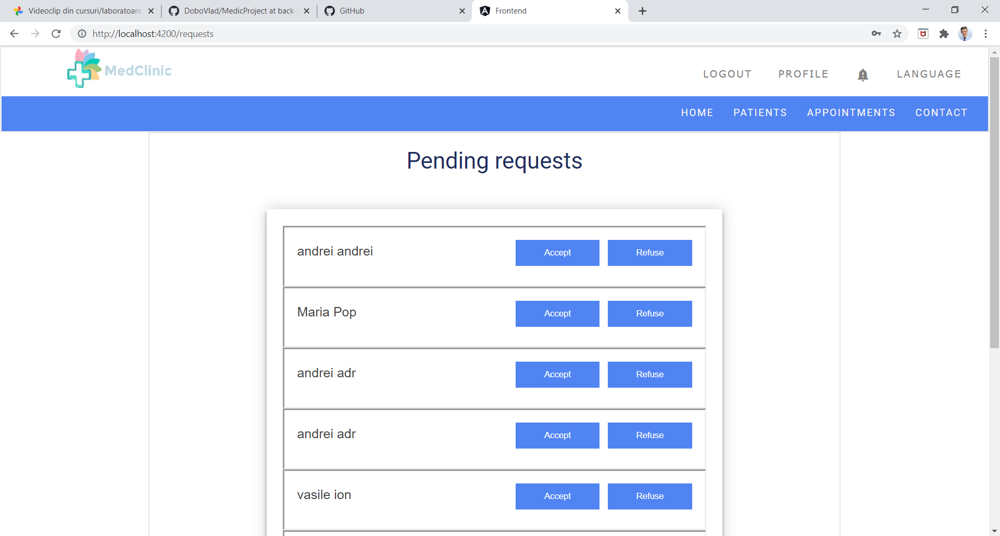 Videoclip din cursuri/laboratoare
DoboVlad/MedicProject at back-
GitHub
Frontend
http://localhost:4200/requests
MedClinic
LOGOUT PROFILE LANGUAGE
HOME PATIENTS APPOINTMENTS CONTACT
Pending requests
andrei andrei Accept Refuse
Maria Pop Accept Refuse
andrei adr Accept Refuse
andrei adr Accept Refuse
vasile ion Accept Refuse